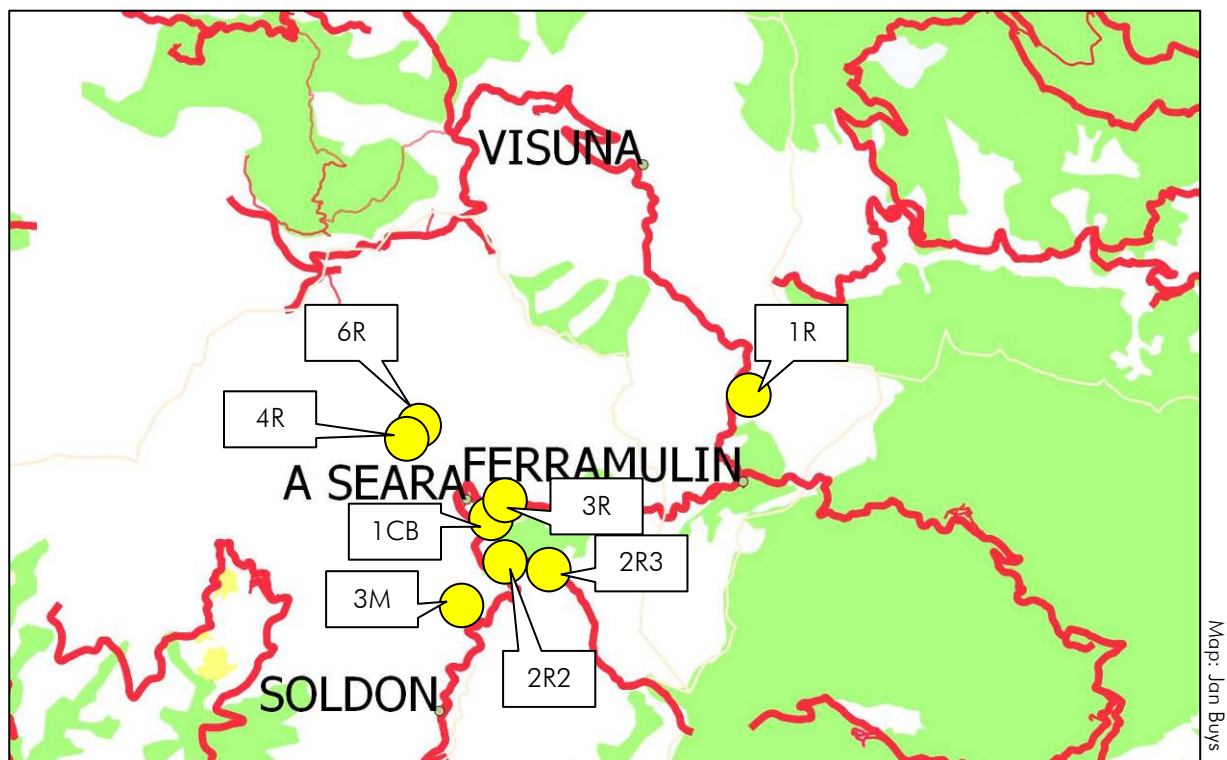 VISUNA
6R
1R
4R
FERRAMULIN
A SEARA
3R
1CB
2R3
3M
2R2
SOLDON
Map: Jan Buys